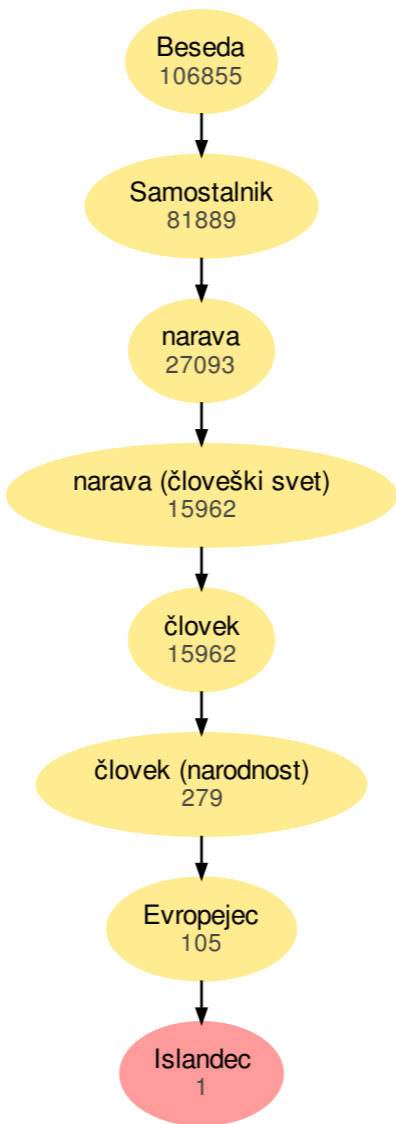 Beseda
106855
Samostalnik
81889
narava
27093
narava (človeški svet)
15962
človek
15962
človek (narodnost)
279
Evropejec
105
Islandec
1